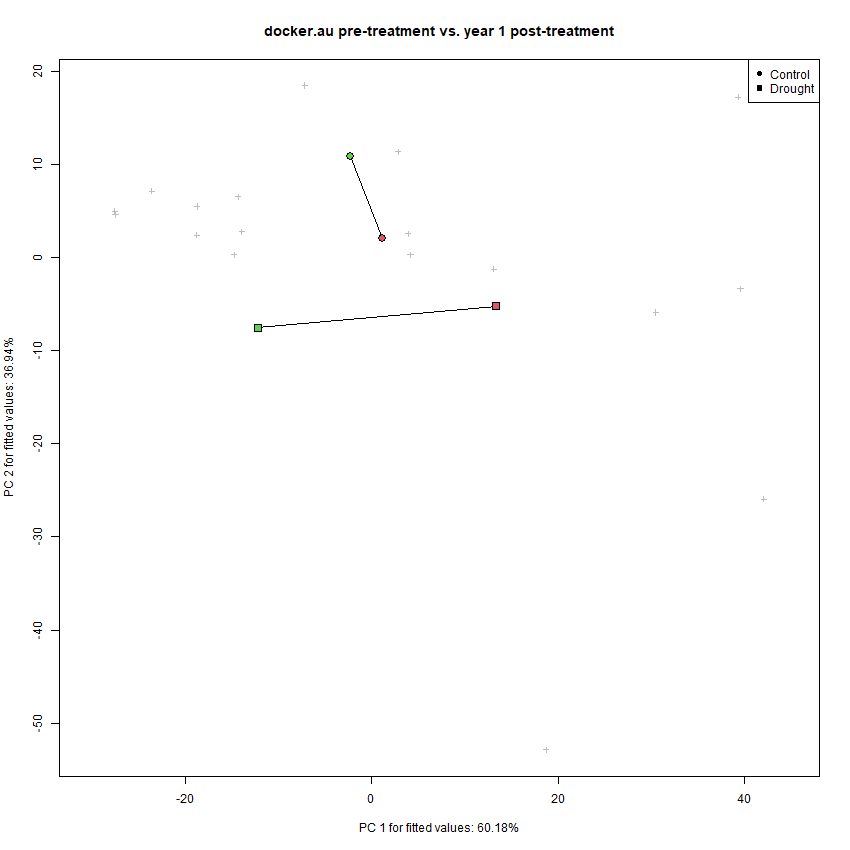 docker.au pre-treatment vs. year 1 post-treatment
Control
Drought
20
10
0
-10
-20
-30
-40
-50
PC 2 for fitted values: 36.94%
-20
0
20
40
PC 1 for fitted values: 60.18%